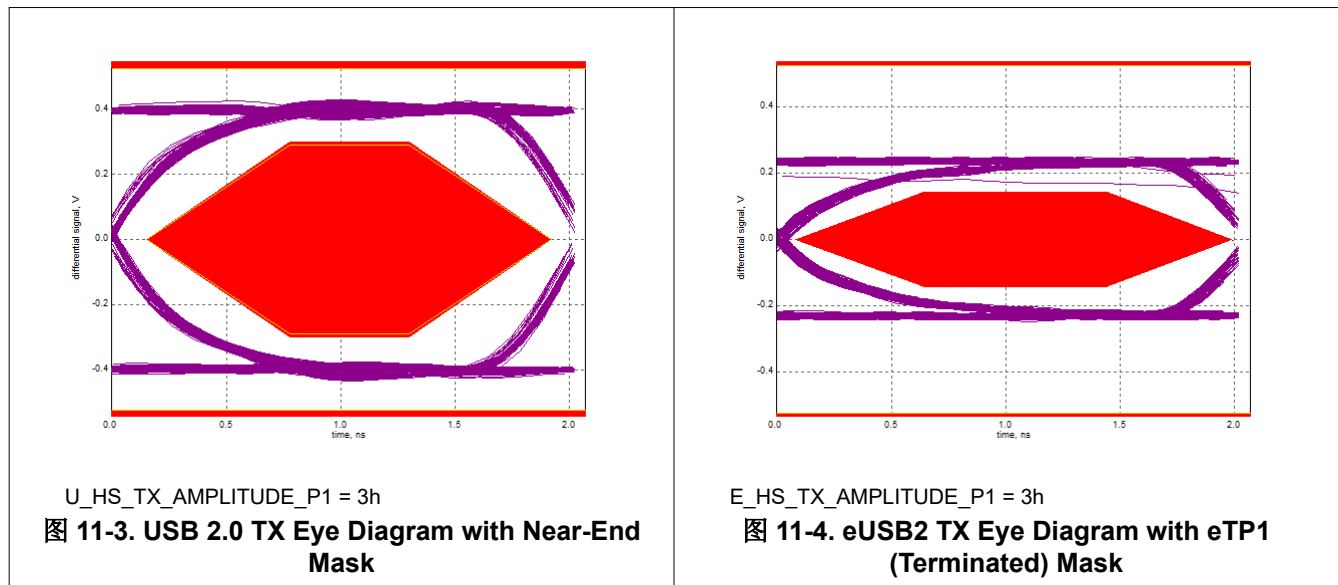 0.4
0.2
0.0
-0.2
-0.4
differential signal, V
0.0
0.5
1.0
1.5
2.0
time, ns
U_HS_TX_AMPLITUDE_P1 = 3h
图 11-3. USB 2.0 TX Eye Diagram with Near-End
Mask
0.4
0.2
0.0
-0.2
-0.4
differential signal, V
0.0
0.5
1.0
1.5
2.0
time, ns
E_HS_TX_AMPLITUDE_P1 = 3h
图 11-4. eUSB2 TX Eye Diagram with eTP1
(Terminated) Mask